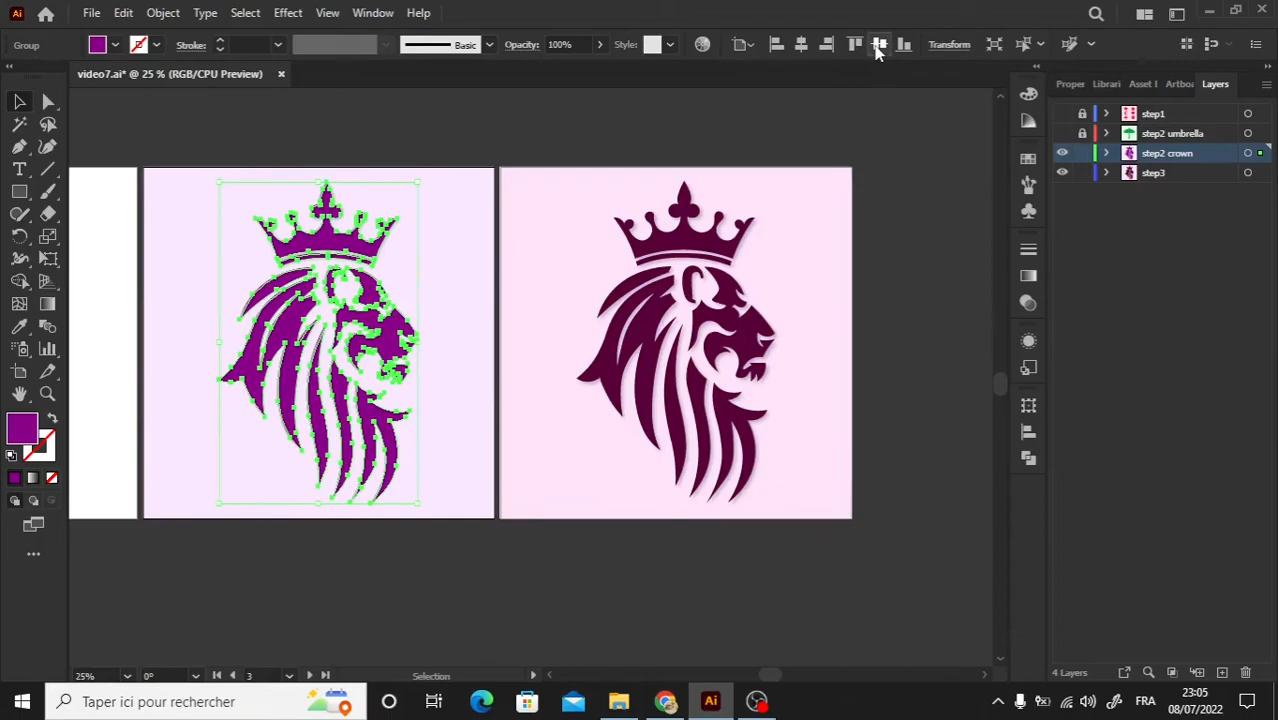 Ai File Edit Object Type Select Effect View Window Help
Group Stroke: Basic Opacity: 100% Style: Transform
video7.ai* @ 25 % (RGB/CPU Preview)
Proper Librari Asset I Artboa Layers
step1
step2 umbrella
step2 crown
step3
25% 0° 3 Selection
4 Layers
Taper ici pour rechercher
Ai
FRA
23:05
08/07/2022